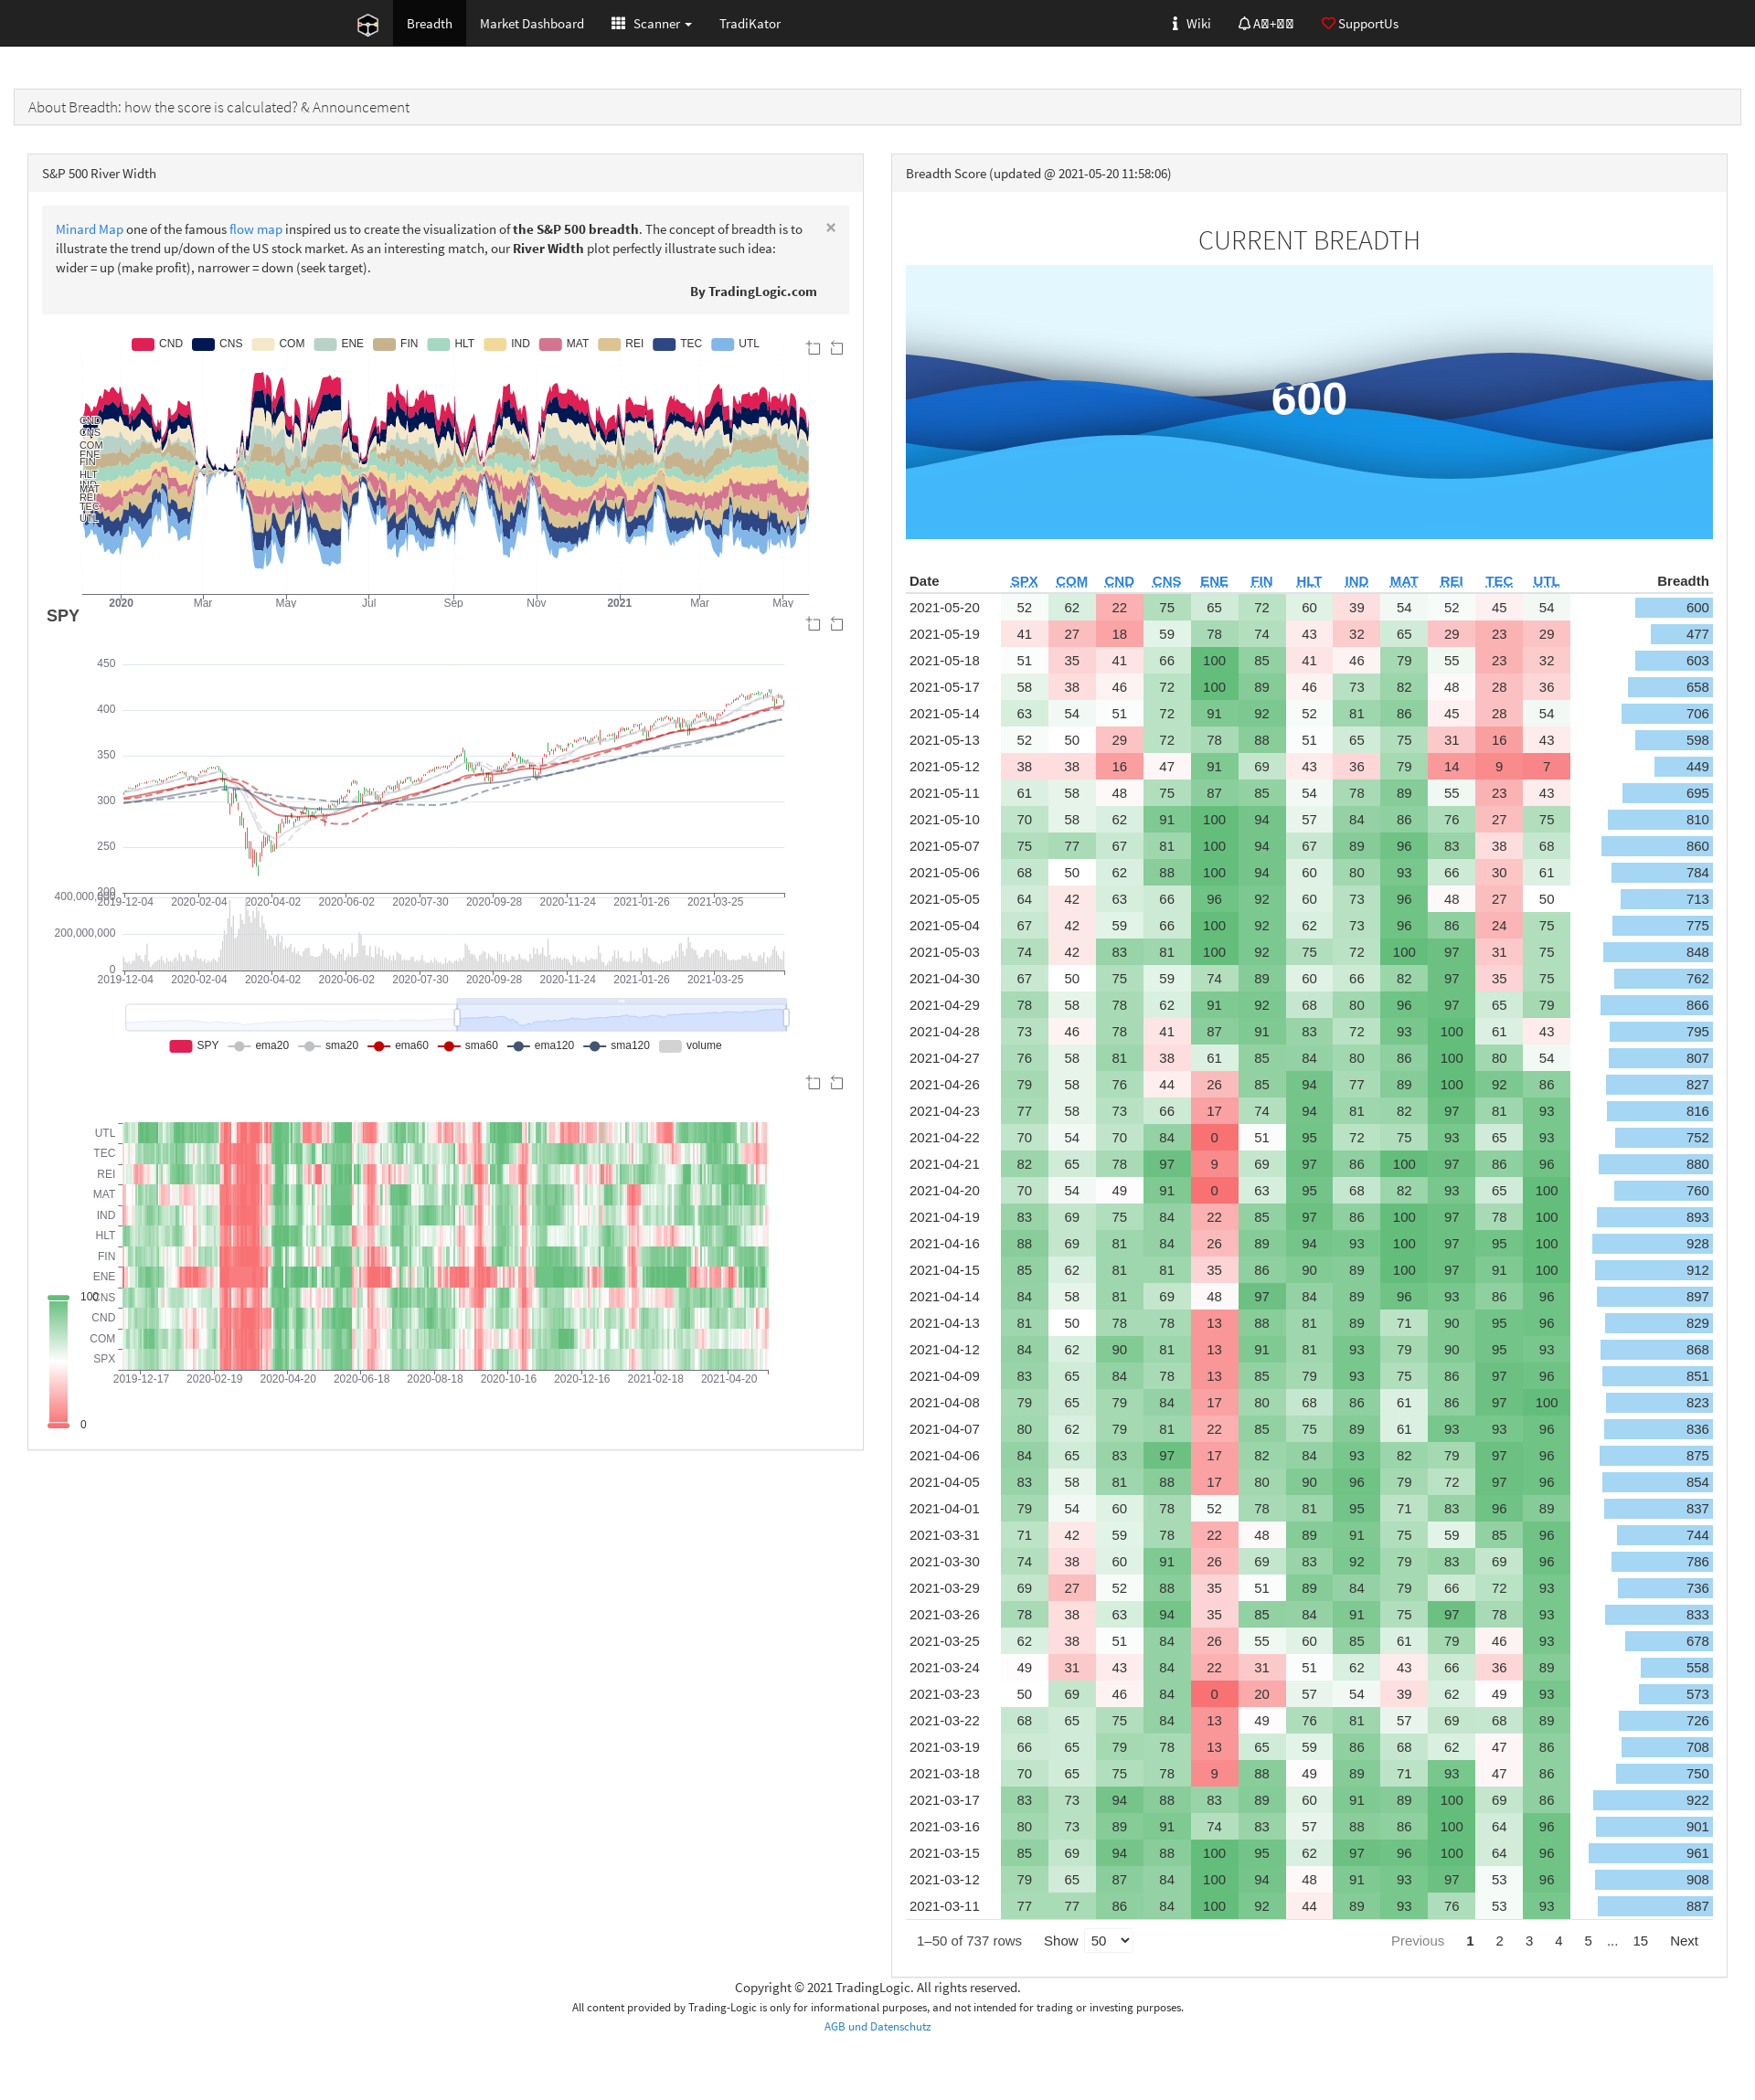 Breadth Market Dashboard Scanner TradiKator Wiki SupportUs
About Breadth: how the score is calculated? & Announcement
S&P 500 River Width
Minard Map one of the famous flow map inspired us to create the visualization of the S&P 500 breadth. The concept of breadth is to
illustrate the trend up/down of the US stock market. As an interesting match, our River Width plot perfectly illustrate such idea:
wider = up (make profit), narrower = down (seek target).
×
By TradingLogic.com
CND CNS COM ENE FIN HLT IND MAT REI TEC UTL
CND
CNS
COM
ENE
FIN
HLT
IND
MAT
REI
TEC
UTL
2020 Mar May Jul Sep Nov 2021 Mar May
SPY
450
400
350
300
250
200
2019-12-04 2020-02-04 2020-04-02 2020-06-02 2020-07-30 2020-09-28 2020-11-24 2021-01-26 2021-03-25
400,000,000
200,000,000
0
2019-12-04 2020-02-04 2020-04-02 2020-06-02 2020-07-30 2020-09-28 2020-11-24 2021-01-26 2021-03-25
SPY ema20 sma20 ema60 sma60 ema120 sma120 volume
UTL
TEC
REI
MAT
IND
HLT
FIN
ENE
CNS
CND
COM
SPX
2019-12-17 2020-02-19 2020-04-20 2020-06-18 2020-08-18 2020-10-16 2020-12-16 2021-02-18 2021-04-20
100
0
Breadth Score (updated @ 2021-05-20 11:58:06)
CURRENT BREADTH
600
Date SPX COM CND CNS ENE FIN HLT IND MAT REI TEC UTL Breadth
2021-05-20 52 62 22 75 65 72 60 39 54 52 45 54 600
2021-05-19 41 27 18 59 78 74 43 32 65 29 23 29 477
2021-05-18 51 35 41 66 100 85 41 46 79 55 23 32 603
2021-05-17 58 38 46 72 100 89 46 73 82 48 28 36 658
2021-05-14 63 54 51 72 91 92 52 81 86 45 28 54 706
2021-05-13 52 50 29 72 78 88 51 65 75 31 16 43 598
2021-05-12 38 38 16 47 91 69 43 36 79 14 9 7 449
2021-05-11 61 58 48 75 87 85 54 78 89 55 23 43 695
2021-05-10 70 58 62 91 100 94 57 84 86 76 27 75 810
2021-05-07 75 77 67 81 100 94 67 89 96 83 38 68 860
2021-05-06 68 50 62 88 100 94 60 80 93 66 30 61 784
2021-05-05 64 42 63 66 96 92 60 73 96 48 27 50 713
2021-05-04 67 42 59 66 100 92 62 73 96 86 24 75 775
2021-05-03 74 42 83 81 100 92 75 72 100 97 31 75 848
2021-04-30 67 50 75 59 74 89 60 66 82 97 35 75 762
2021-04-29 78 58 78 62 91 92 68 80 96 97 65 79 866
2021-04-28 73 46 78 41 87 91 83 72 93 100 61 43 795
2021-04-27 76 58 81 38 61 85 84 80 86 100 80 54 807
2021-04-26 79 58 76 44 26 85 94 77 89 100 92 86 827
2021-04-23 77 58 73 66 17 74 94 81 82 97 81 93 816
2021-04-22 70 54 70 84 0 51 95 72 75 93 65 93 752
2021-04-21 82 65 78 97 9 69 97 86 100 97 86 96 880
2021-04-20 70 54 49 91 0 63 95 68 82 93 65 100 760
2021-04-19 83 69 75 84 22 85 97 86 100 97 78 100 893
2021-04-16 88 69 81 84 26 89 94 93 100 97 95 100 928
2021-04-15 85 62 81 81 35 86 90 89 100 97 91 100 912
2021-04-14 84 58 81 69 48 97 84 89 96 93 86 96 897
2021-04-13 81 50 78 78 13 88 81 89 71 90 95 96 829
2021-04-12 84 62 90 81 13 91 81 93 79 90 95 93 868
2021-04-09 83 65 84 78 13 85 79 93 75 86 97 96 851
2021-04-08 79 65 79 84 17 80 68 86 61 86 97 100 823
2021-04-07 80 62 79 81 22 85 75 89 61 93 93 96 836
2021-04-06 84 65 83 97 17 82 84 93 82 79 97 96 875
2021-04-05 83 58 81 88 17 80 90 96 79 72 97 96 854
2021-04-01 79 54 60 78 52 78 81 95 71 83 96 89 837
2021-03-31 71 42 59 78 22 48 89 91 75 59 85 96 744
2021-03-30 74 38 60 91 26 69 83 92 79 83 69 96 786
2021-03-29 69 27 52 88 35 51 89 84 79 66 72 93 736
2021-03-26 78 38 63 94 35 85 84 91 75 97 78 93 833
2021-03-25 62 38 51 84 26 55 60 85 61 79 46 93 678
2021-03-24 49 31 43 84 22 31 51 62 43 66 36 89 558
2021-03-23 50 69 46 84 0 20 57 54 39 62 49 93 573
2021-03-22 68 65 75 84 13 49 76 81 57 69 68 89 726
2021-03-19 66 65 79 78 13 65 59 86 68 62 47 86 708
2021-03-18 70 65 75 78 9 88 49 89 71 93 47 86 750
2021-03-17 83 73 94 88 83 89 60 91 89 100 69 86 922
2021-03-16 80 73 89 91 74 83 57 88 86 100 64 96 901
2021-03-15 85 69 94 88 100 95 62 97 96 100 64 96 961
2021-03-12 79 65 87 84 100 94 48 91 93 97 53 96 908
2021-03-11 77 77 86 84 100 92 44 89 93 76 53 93 887
1–50 of 737 rows Show 50 Previous 1 2 3 4 5 ... 15 Next
Copyright © 2021 TradingLogic. All rights reserved.
All content provided by Trading-Logic is only for informational purposes, and not intended for trading or investing purposes.
AGB und Datenschutz